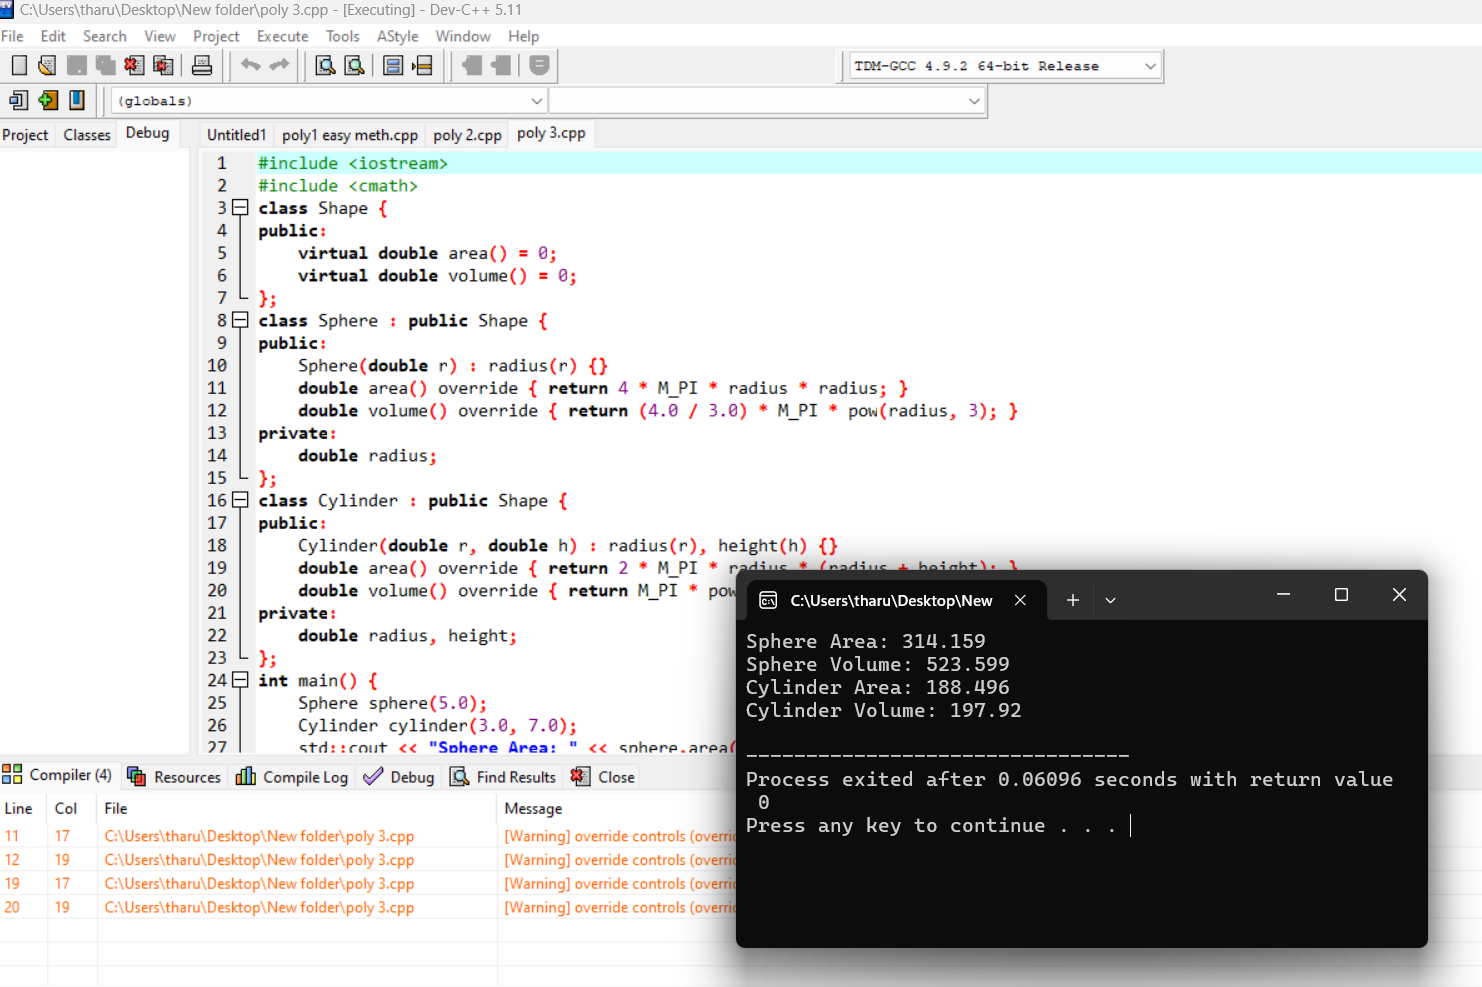 C:\Users\tharu\Desktop\New folder\poly 3.cpp - [Executing] - Dev-C++ 5.11
File Edit Search View Project Execute Tools AStyle Window Help
TDM-GCC 4.9.2 64-bit Release
(globals)
Project Classes Debug Untitled1 poly1 easy meth.cpp poly 2.cpp poly 3.cpp
1 #include <iostream>
2 #include <cmath>
3 class Shape {
4 public:
5 virtual double area() = 0;
6 virtual double volume() = 0;
7 };
8 class Sphere : public Shape {
9 public:
10 Sphere(double r) : radius(r) {}
11 double area() override { return 4 * M_PI * radius * radius; }
12 double volume() override { return (4.0 / 3.0) * M_PI * pow(radius, 3); }
13 private:
14 double radius;
15 };
16 class Cylinder : public Shape {
17 public:
18 Cylinder(double r, double h) : radius(r), height(h) {}
19 double area() override { return 2 * M_PI * radius * (radius + height); }
20 double volume() override { return M_PI * pow
21 private:
22 double radius, height;
23 };
24 int main() {
25 Sphere sphere(5.0);
26 Cylinder cylinder(3.0, 7.0);
27 std::cout << "Sphere Area: " << sphere.area(
C:\Users\tharu\Desktop\New
Sphere Area: 314.159
Sphere Volume: 523.599
Cylinder Area: 188.496
Cylinder Volume: 197.92
--------------------------------
Process exited after 0.06096 seconds with return value
0
Press any key to continue . . .
Compiler (4) Resources Compile Log Debug Find Results Close
Line Col File Message
11 17 C:\Users\tharu\Desktop\New folder\poly 3.cpp [Warning] override controls (overri
12 19 C:\Users\tharu\Desktop\New folder\poly 3.cpp [Warning] override controls (overri
19 17 C:\Users\tharu\Desktop\New folder\poly 3.cpp [Warning] override controls (overri
20 19 C:\Users\tharu\Desktop\New folder\poly 3.cpp [Warning] override controls (overri